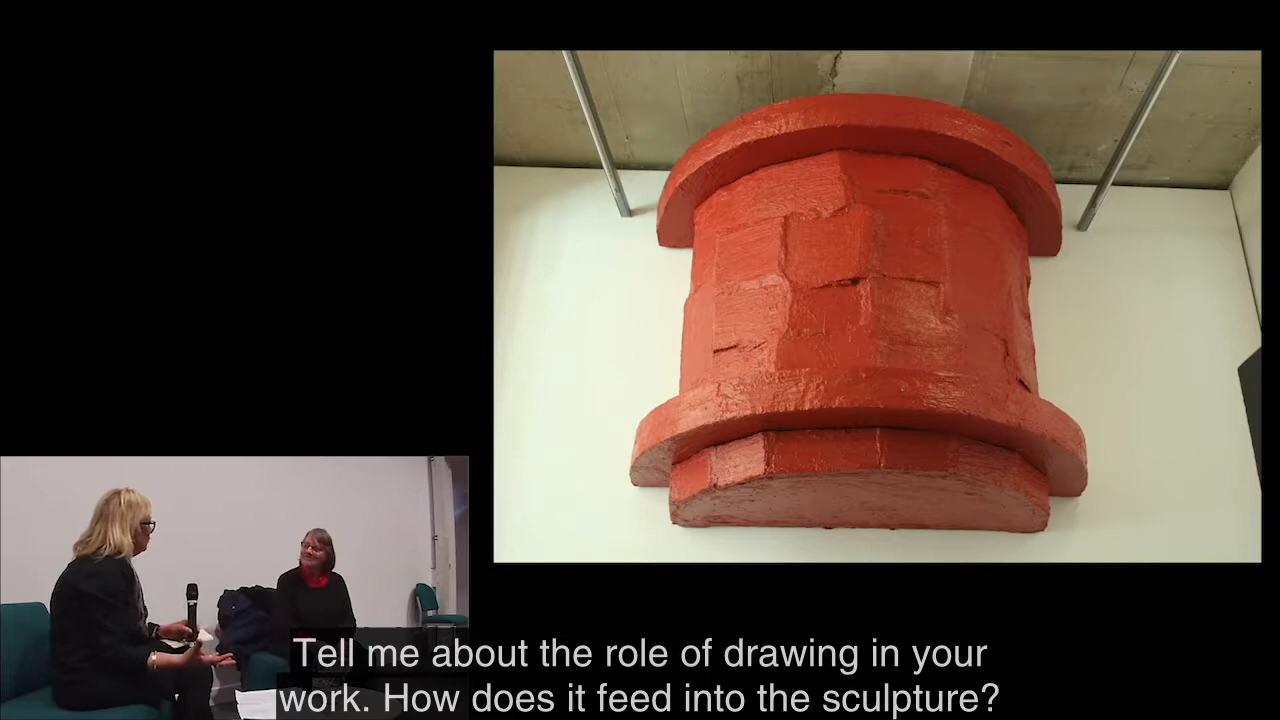 Tell me about the role of drawing in your
work. How does it feed into the sculpture?